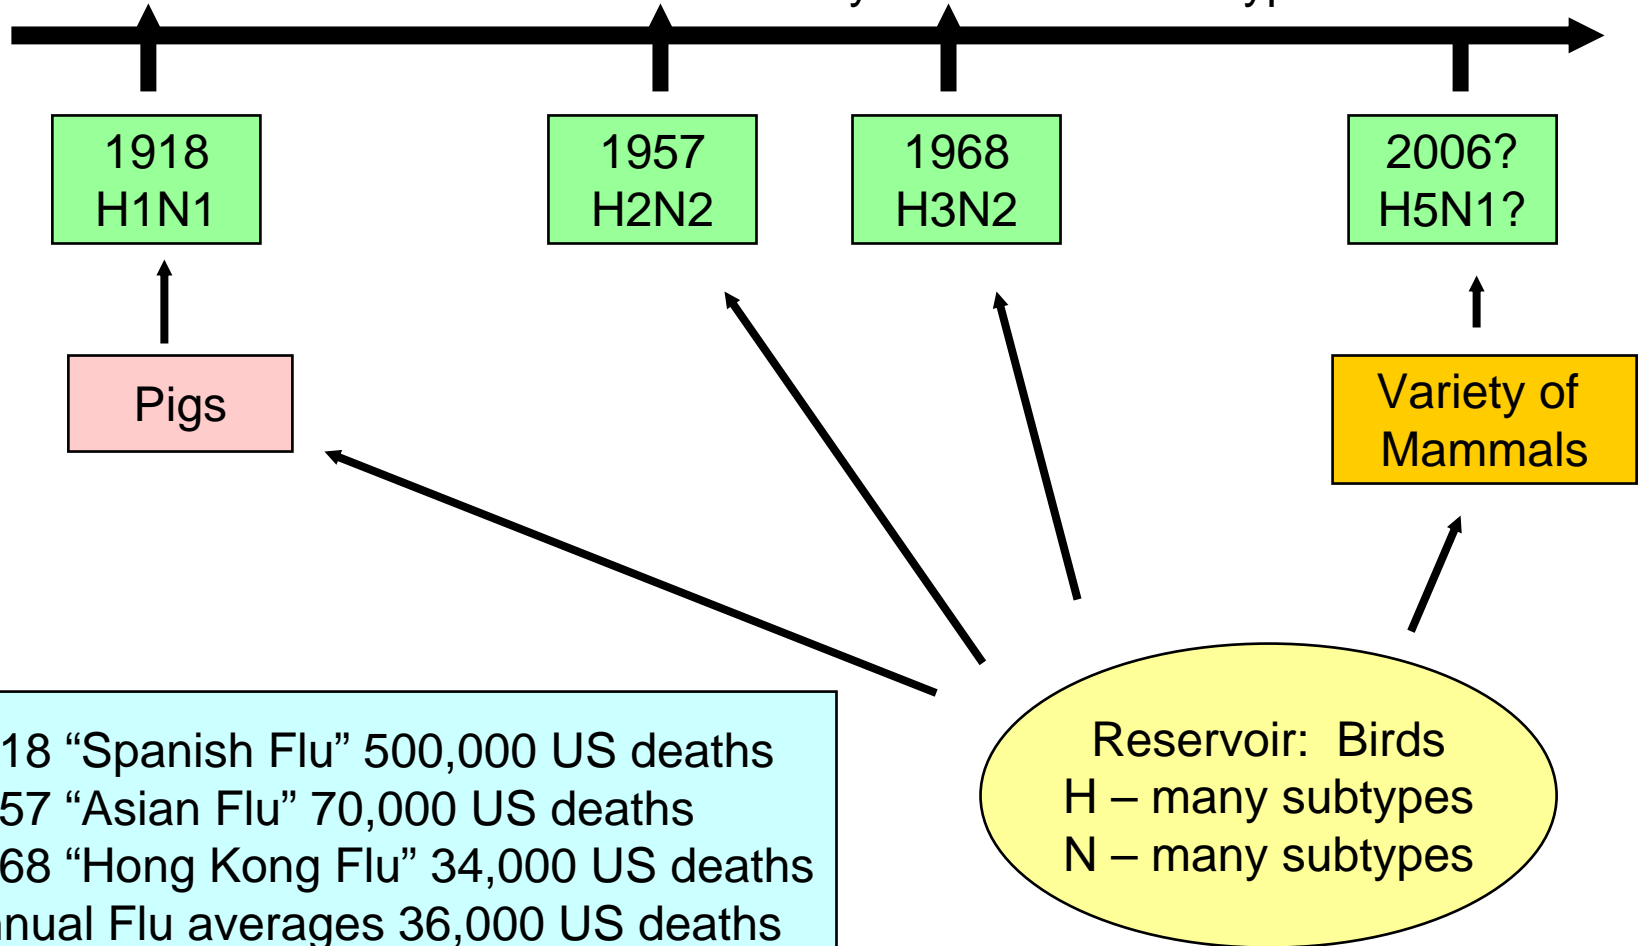 1918
H1N1
1957
H2N2
1968
H3N2
2006?
H5N1?
Pigs
Variety of
Mammals
18 “Spanish Flu” 500,000 US deaths
57 “Asian Flu” 70,000 US deaths
68 “Hong Kong Flu” 34,000 US deaths
Flu averages 36,000 US deaths
Reservoir: Birds
H – many subtypes
N – many subtypes